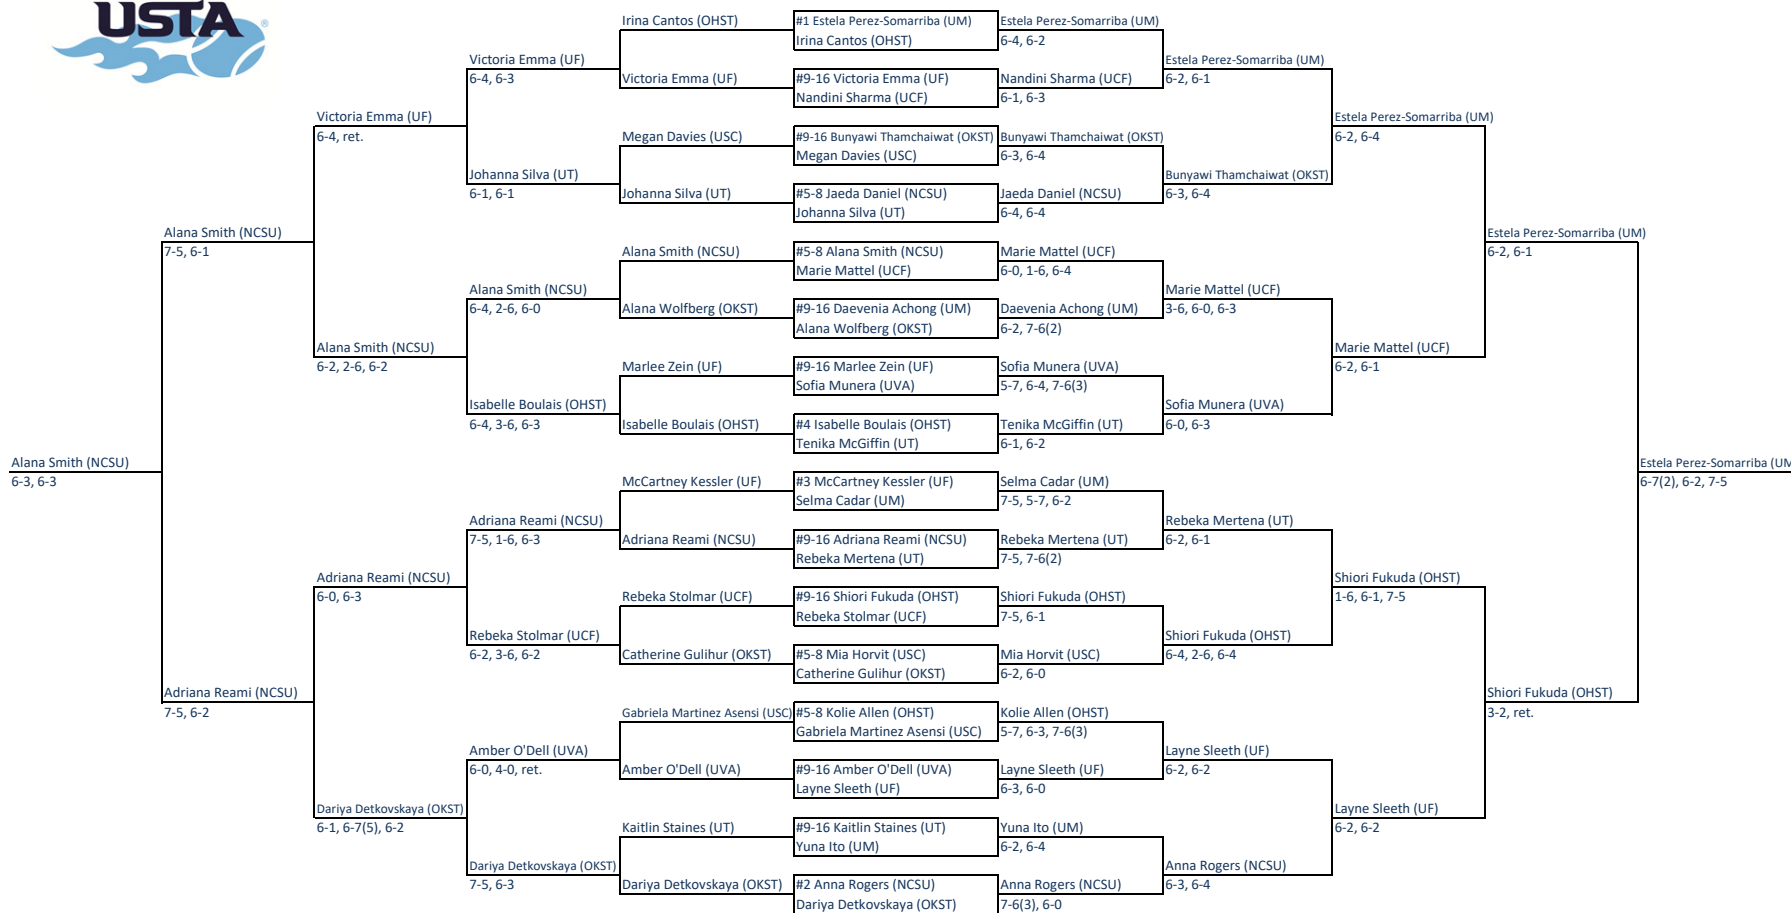 USTA
Alana Smith (NCSU)
6-3, 6-3
Alana Smith (NCSU)
7-5, 6-1
Adriana Reami (NCSU)
7-5, 6-2
Victoria Emma (UF)
6-4, ret.
Alana Smith (NCSU)
6-2, 2-6, 6-2
Adriana Reami (NCSU)
6-0, 6-3
Dariya Detkovskaya (OKST)
6-1, 6-7(5), 6-2
Victoria Emma (UF)
6-4, 6-3
Johanna Silva (UT)
6-1, 6-1
Alana Smith (NCSU)
6-4, 2-6, 6-0
Isabelle Boulais (OHST)
6-4, 3-6, 6-3
Adriana Reami (NCSU)
7-5, 1-6, 6-3
Rebeka Stolmar (UCF)
6-2, 3-6, 6-2
Amber O'Dell (UVA)
6-0, 4-0, ret.
Dariya Detkovskaya (OKST)
7-5, 6-3
Irina Cantos (OHST)
Victoria Emma (UF)
Megan Davies (USC)
Johanna Silva (UT)
Alana Smith (NCSU)
Alana Wolfberg (OKST)
Marlee Zein (UF)
Isabelle Boulais (OHST)
McCartney Kessler (UF)
Adriana Reami (NCSU)
Rebeka Stolmar (UCF)
Catherine Gulihur (OKST)
Gabriela Martinez Asensi (USC)
Amber O'Dell (UVA)
Kaitlin Staines (UT)
Dariya Detkovskaya (OKST)
#1 Estela Perez-Somarriba (UM)
Irina Cantos (OHST)
#9-16 Victoria Emma (UF)
Nandini Sharma (UCF)
#9-16 Bunyawi Thamchaiwat (OKST)
Megan Davies (USC)
#5-8 Jaeda Daniel (NCSU)
Johanna Silva (UT)
#5-8 Alana Smith (NCSU)
Marie Mattel (UCF)
#9-16 Daevenia Achong (UM)
Alana Wolfberg (OKST)
#9-16 Marlee Zein (UF)
Sofia Munera (UVA)
#4 Isabelle Boulais (OHST)
Tenika McGiffin (UT)
#3 McCartney Kessler (UF)
Selma Cadar (UM)
#9-16 Adriana Reami (NCSU)
Rebeka Mertena (UT)
#9-16 Shiori Fukuda (OHST)
Rebeka Stolmar (UCF)
#5-8 Mia Horvit (USC)
Catherine Gulihur (OKST)
#5-8 Kolie Allen (OHST)
Gabriela Martinez Asensi (USC)
#9-16 Amber O'Dell (UVA)
Layne Sleeth (UF)
#9-16 Kaitlin Staines (UT)
Yuna Ito (UM)
#2 Anna Rogers (NCSU)
Dariya Detkovskaya (OKST)
Estela Perez-Somarriba (UM)
6-4, 6-2
Nandini Sharma (UCF)
6-1, 6-3
Bunyawi Thamchaiwat (OKST)
6-3, 6-4
Jaeda Daniel (NCSU)
6-4, 6-4
Marie Mattel (UCF)
6-0, 1-6, 6-4
Daevenia Achong (UM)
6-2, 7-6(2)
Sofia Munera (UVA)
5-7, 6-4, 7-6(3)
Tenika McGiffin (UT)
6-1, 6-2
Selma Cadar (UM)
7-5, 5-7, 6-2
Rebeka Mertena (UT)
7-5, 7-6(2)
Shiori Fukuda (OHST)
7-5, 6-1
Mia Horvit (USC)
6-2, 6-0
Kolie Allen (OHST)
5-7, 6-3, 7-6(3)
Layne Sleeth (UF)
6-3, 6-0
Yuna Ito (UM)
6-2, 6-4
Anna Rogers (NCSU)
7-6(3), 6-0
Estela Perez-Somarriba (UM)
6-2, 6-1
Bunyawi Thamchaiwat (OKST)
6-3, 6-4
Marie Mattel (UCF)
3-6, 6-0, 6-3
Sofia Munera (UVA)
6-0, 6-3
Rebeka Mertena (UT)
6-2, 6-1
Shiori Fukuda (OHST)
6-4, 2-6, 6-4
Layne Sleeth (UF)
6-2, 6-2
Anna Rogers (NCSU)
6-3, 6-4
Estela Perez-Somarriba (UM)
6-2, 6-4
Marie Mattel (UCF)
6-2, 6-1
Shiori Fukuda (OHST)
1-6, 6-1, 7-5
Layne Sleeth (UF)
6-2, 6-2
Estela Perez-Somarriba (UM)
6-2, 6-1
Shiori Fukuda (OHST)
3-2, ret.
Estela Perez-Somarriba (UM
6-7(2), 6-2, 7-5